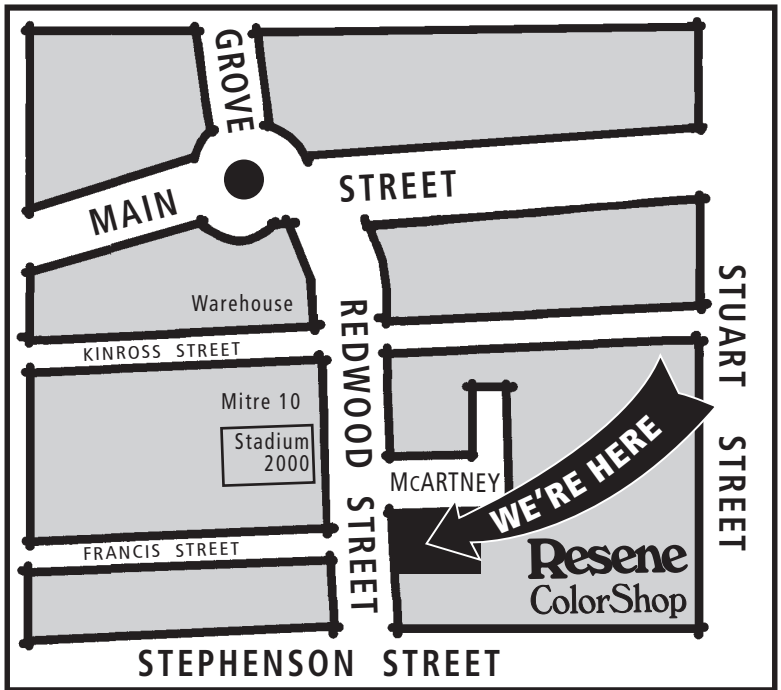 GROVE
MAIN STREET
Warehouse
KINROSS STREET
REDWOOD STREET
STUART STREET
Mitre 10
Stadium
2000
McARTNEY
WE'RE HERE
FRANCIS STREET
Resene
ColorShop
STEPHENSON STREET